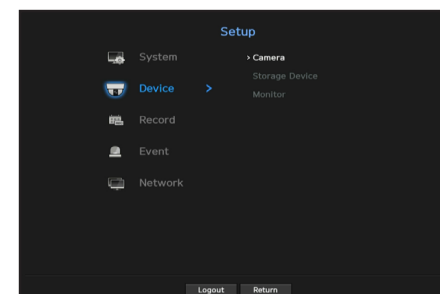 Setup
System
Device >
Record
Event
Network
> Camera
Storage Device
Monitor
Logout Return